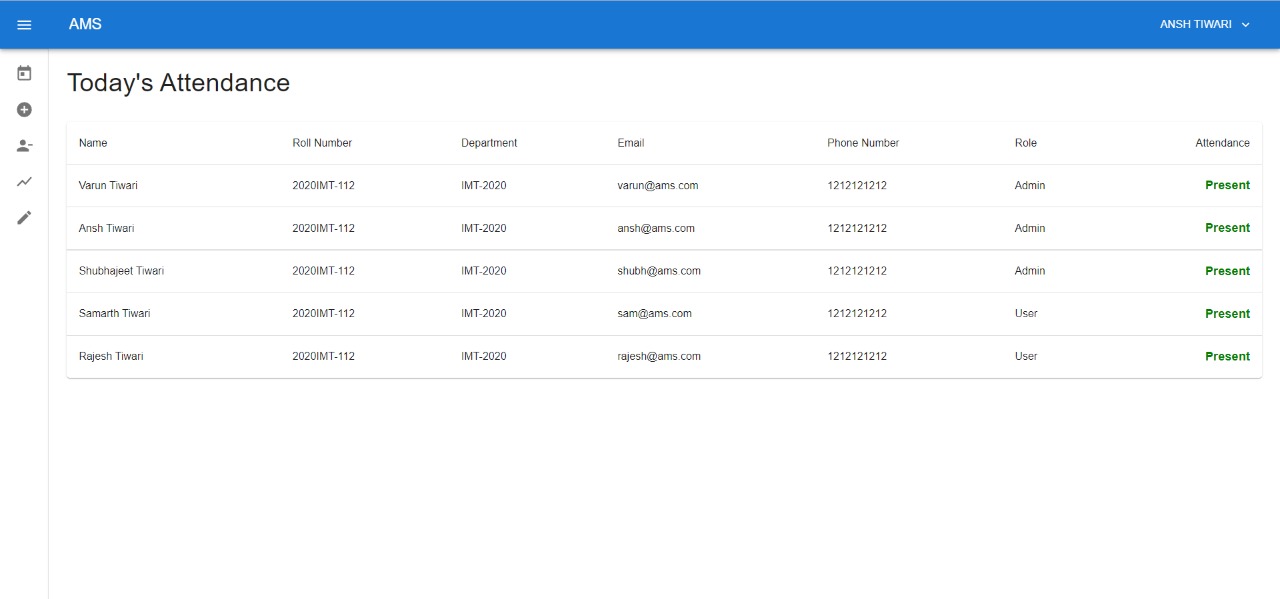 AMS ANSH TIWARI
Today's Attendance
Name Roll Number Department Email Phone Number Role Attendance
Varun Tiwari 2020IMT-112 IMT-2020 varun@ams.com 1212121212 Admin Present
Ansh Tiwari 2020IMT-112 IMT-2020 ansh@ams.com 1212121212 Admin Present
Shubhajeet Tiwari 2020IMT-112 IMT-2020 shubh@ams.com 1212121212 Admin Present
Samarth Tiwari 2020IMT-112 IMT-2020 sam@ams.com 1212121212 User Present
Rajesh Tiwari 2020IMT-112 IMT-2020 rajesh@ams.com 1212121212 User Present